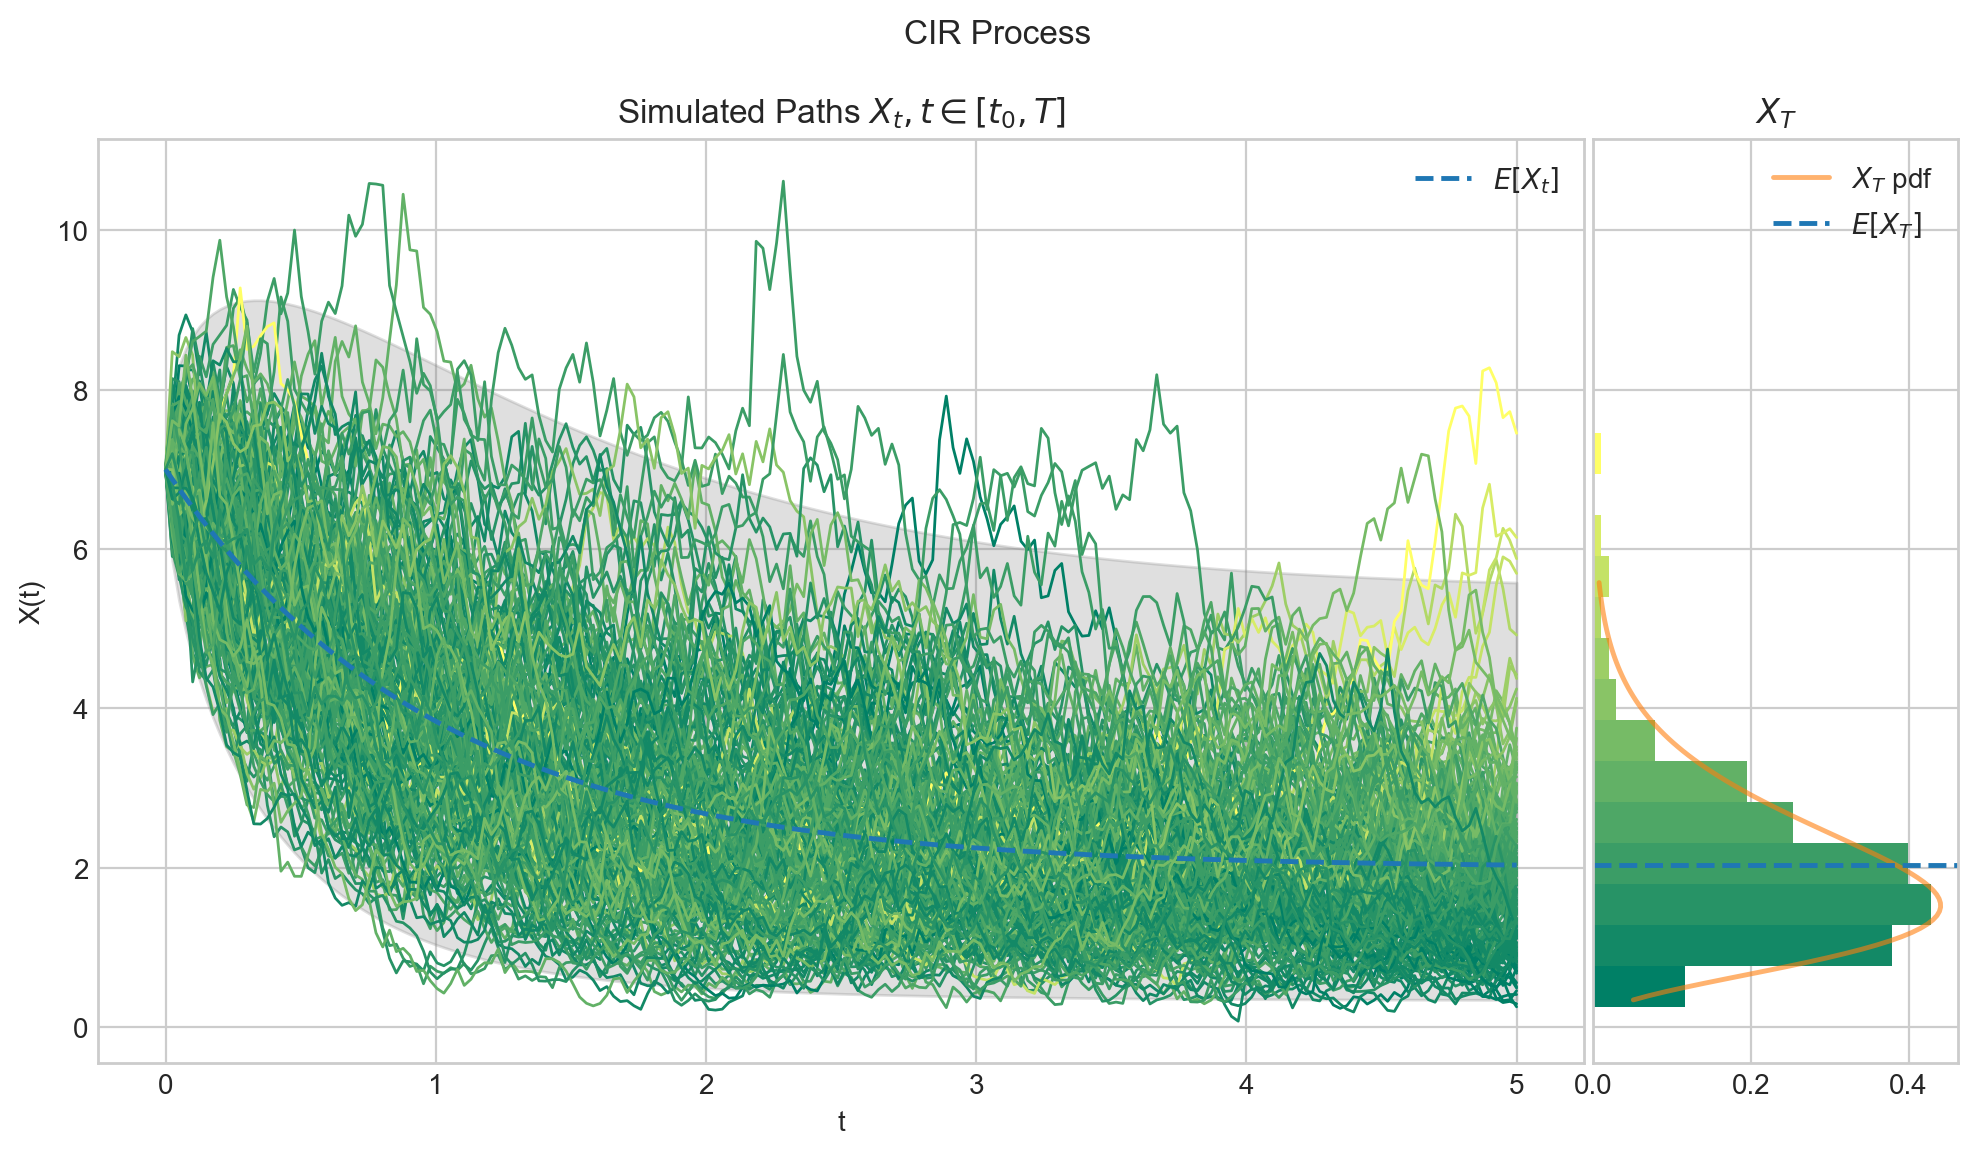 CIR Process
Simulated Paths $X_t, t \in [t_0, T]$
$X_T$
$E[X_t]$
$X_T$ pdf
$E[X_T]$
10
8
6
4
2
0
X(t)
0 1 2 3 4 5
0.0 0.2 0.4
t